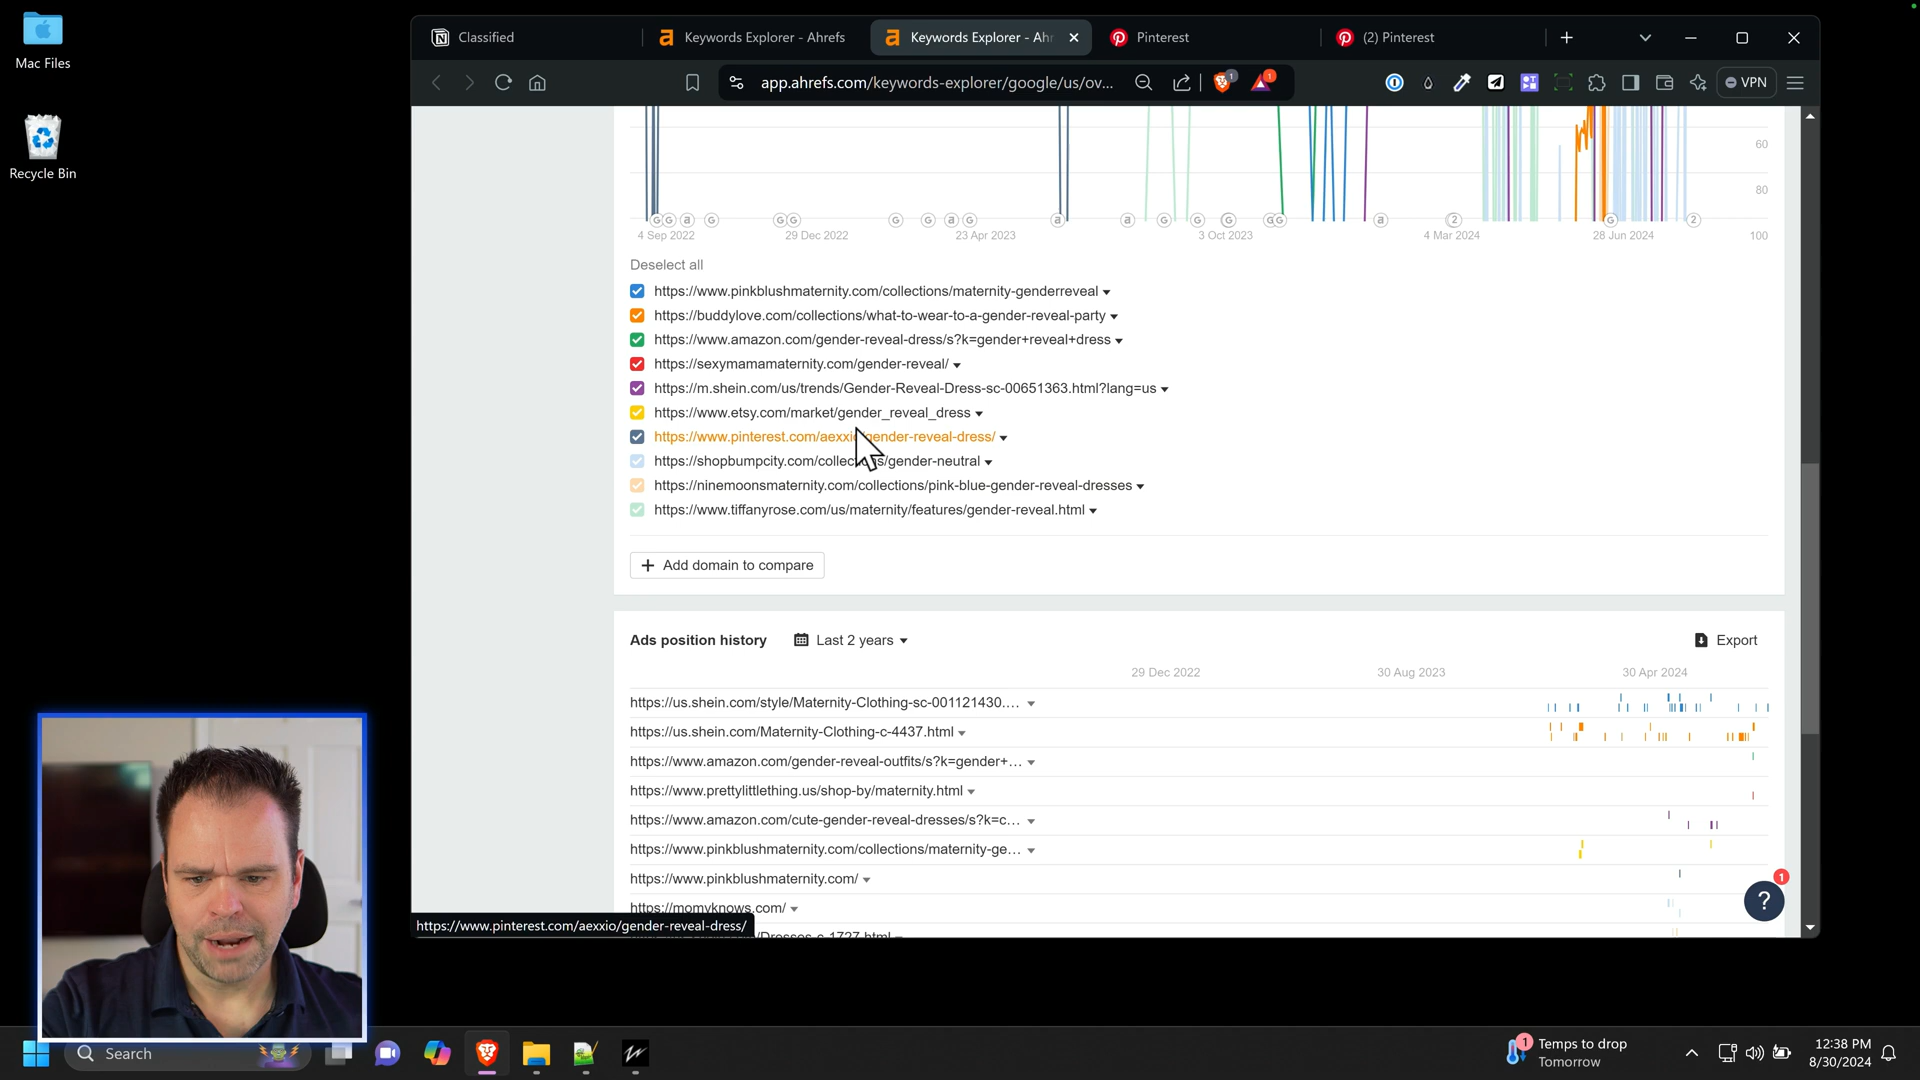 Mac Files
Recycle Bin
Classified
Keywords Explorer - Ahrefs
Keywords Explorer - Ahr
Pinterest
(2) Pinterest
app.ahrefs.com/keywords-explorer/google/us/ov...
VPN
60
80
4 Sep 2022
29 Dec 2022
23 Apr 2023
3 Oct 2023
4 Mar 2024
28 Jun 2024
100
Deselect all
https://www.pinkblushmaternity.com/collections/maternity-genderreveal
https://buddylove.com/collections/what-to-wear-to-a-gender-reveal-party
https://www.amazon.com/gender-reveal-dress/s?k=gender+reveal+dress
https://sexymamamaternity.com/gender-reveal/
https://m.shein.com/us/trends/Gender-Reveal-Dress-sc-00651363.html?lang=us
https://www.etsy.com/market/gender_reveal_dress
https://www.pinterest.com/aexxio/gender-reveal-dress/
https://shopbumpcity.com/collections/gender-neutral
https://ninemoonsmaternity.com/collections/pink-blue-gender-reveal-dresses
https://www.tiffanyrose.com/us/maternity/features/gender-reveal.html
+ Add domain to compare
Ads position history
Last 2 years
Export
29 Dec 2022
30 Aug 2023
30 Apr 2024
https://us.shein.com/style/Maternity-Clothing-sc-001121430....
https://us.shein.com/Maternity-Clothing-c-4437.html
https://www.amazon.com/gender-reveal-outfits/s?k=gender+...
https://www.prettylittlething.us/shop-by/maternity.html
https://www.amazon.com/cute-gender-reveal-dresses/s?k=c...
https://www.pinkblushmaternity.com/collections/maternity-ge...
https://www.pinkblushmaternity.com/
https://momyknows.com/
https://www.pinterest.com/aexxio/gender-reveal-dress/
1
?
Search
1
Temps to drop
Tomorrow
12:38 PM
8/30/2024